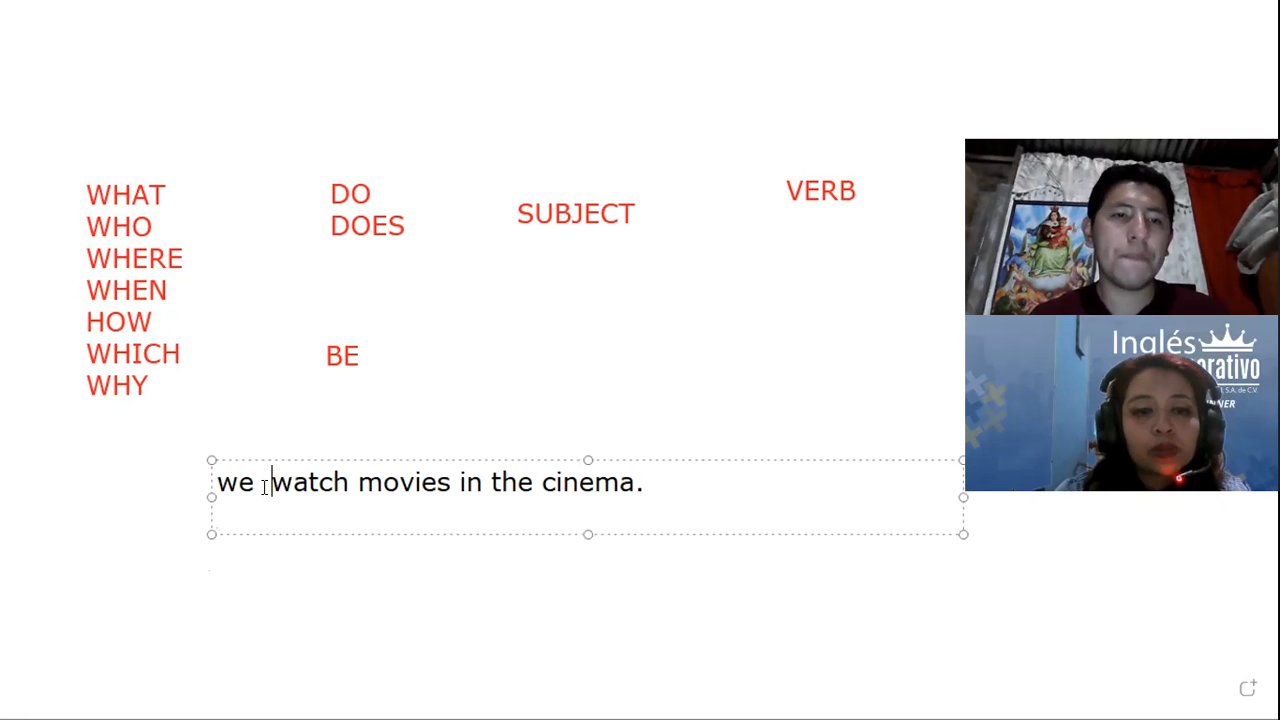 WHAT
WHO
WHERE
WHEN
HOW
WHICH
WHY
DO
DOES
BE
SUBJECT
VERB
we watch movies in the cinema.
Inglés
S.A. de C.V.